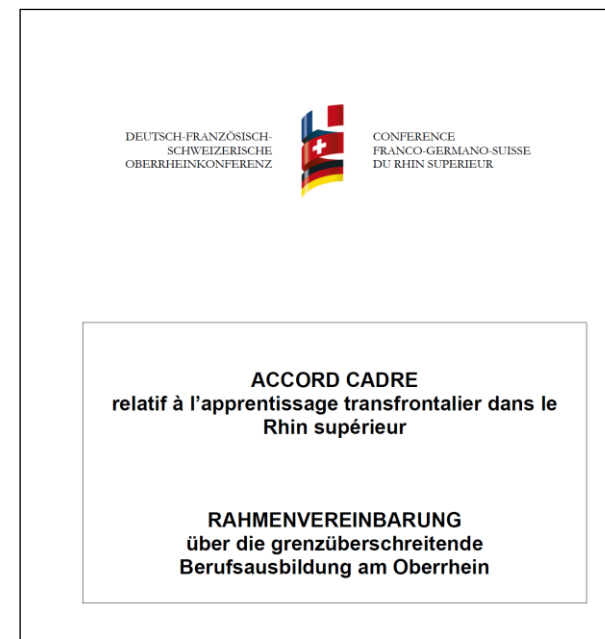 DEUTSCH-FRANZÖSISCH-
SCHWEIZERISCHE
OBERRHEINKONFERENZ
CONFERENCE
FRANCO-GERMANO-SUISSE
DU RHIN SUPERIEUR
ACCORD CADRE
relatif à l'apprentissage transfrontalier dans le
Rhin supérieur
RAHMENVEREINBARUNG
über die grenzüberschreitende
Berufsausbildung am Oberrhein